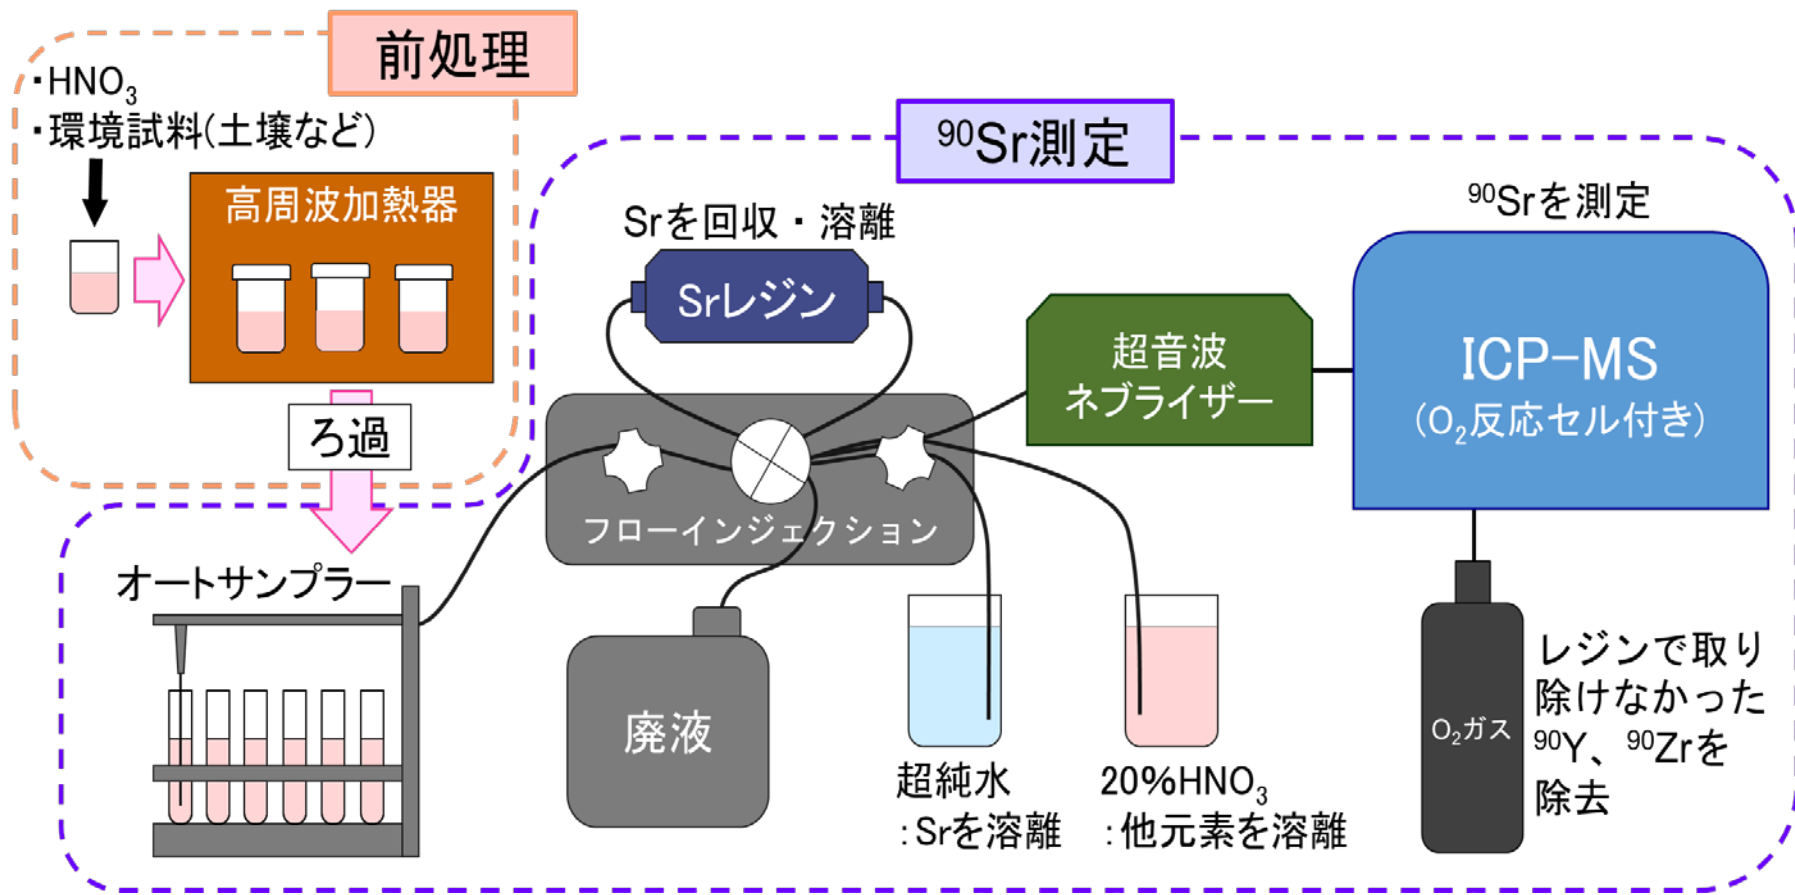 前処理
・HNO₃
・環境試料(土壌など)
高周波加熱器
ろ過
⁹⁰Sr測定
Srを回収・溶離
Srレジン
フローインジェクション
超音波
ネブライザー
⁹⁰Srを測定
ICP-MS
(O₂反応セル付き)
オートサンプラー
廃液
超純水
:Srを溶離
20%HNO₃
:他元素を溶離
O₂ガス
レジンで取り
除けなかった
⁹⁰Y、⁹⁰Zrを
除去